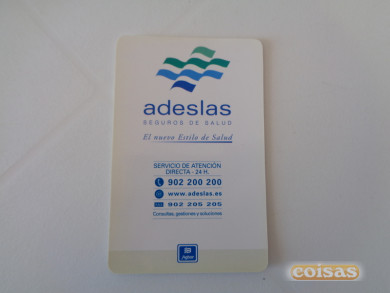 adeslas
SEGUROS DE SALUD
El nuevo Estilo de Salud
SERVICIO DE ATENCIÓN
DIRECTA - 24 H.
902 200 200
www.adeslas.es
902 205 205
Consultas, gestiones y soluciones
coisas